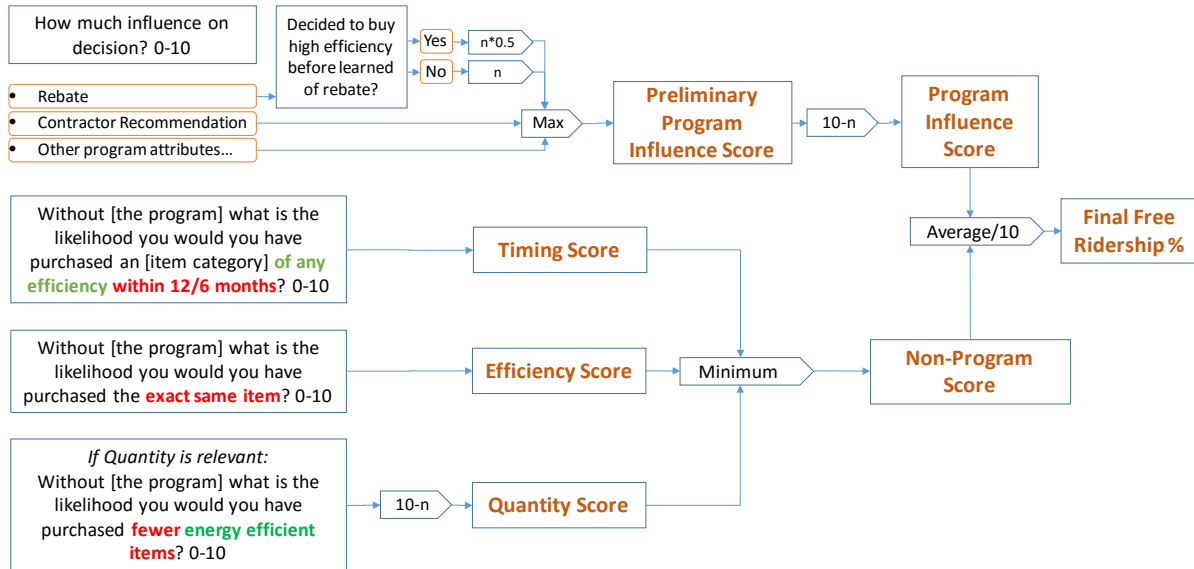 How much influence on
decision? 0-10
Decided to buy
high efficiency
before learned
of rebate?
Yes
n*0.5
No
n
• Rebate
• Contractor Recommendation
• Other program attributes...
Max
Preliminary
Program
Influence Score
10-n
Program
Influence
Score
Without [the program] what is the
likelihood you would you have
purchased an [item category] of any
efficiency within 12/6 months? 0-10
Timing Score
Average/10
Final Free
Ridership %
Without [the program] what is the
likelihood you would you have
purchased the exact same item? 0-10
Efficiency Score
Minimum
Non-Program
Score
If Quantity is relevant:
Without [the program] what is the
likelihood you would you have
purchased fewer energy efficient
items? 0-10
10-n
Quantity Score